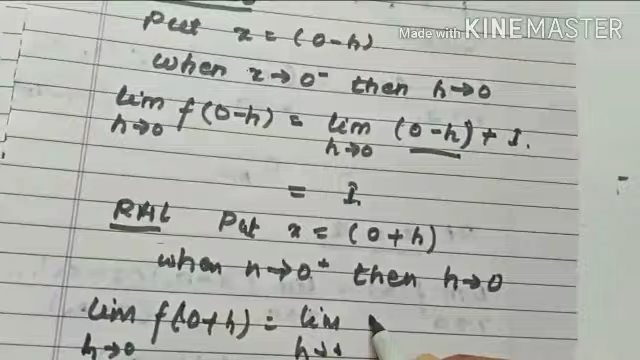 Made with KINEMASTER
Put x = (0-h)
when x→0⁻ then h→0
lim f(0-h) = lim (0-h) + 1.
h→0 h→0
= 1
RHL Put x = (0+h)
when x→0⁺ then h→0
lim f(0+h) = lim
h→0